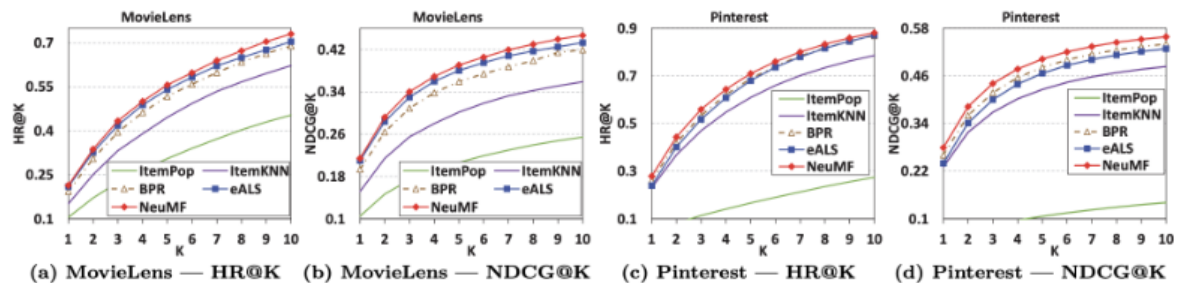 MovieLens
HR@K
0.7
0.55
0.4
0.25
0.1
ItemPop
ItemKNN
BPR
eALS
NeuMF
1 2 3 4 5 6 7 8 9 10
K
(a) MovieLens — HR@K
MovieLens
NDCG@K
0.42
0.34
0.26
0.18
0.1
ItemPop
ItemKNN
BPR
eALS
NeuMF
1 2 3 4 5 6 7 8 9 10
K
(b) MovieLens — NDCG@K
Pinterest
HR@K
0.9
0.7
0.5
0.3
0.1
ItemPop
ItemKNN
BPR
eALS
NeuMF
1 2 3 4 5 6 7 8 9 10
K
(c) Pinterest — HR@K
Pinterest
NDCG@K
0.58
0.46
0.34
0.22
0.1
ItemPop
ItemKNN
BPR
eALS
NeuMF
1 2 3 4 5 6 7 8 9 10
K
(d) Pinterest — NDCG@K